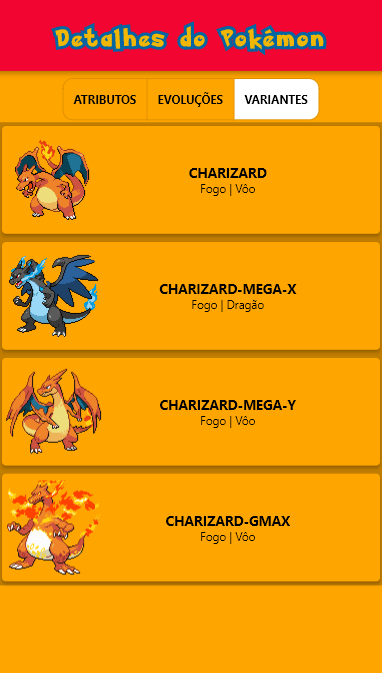 Detalhes do Pokémon
ATRIBUTOS EVOLUÇÕES VARIANTES
CHARIZARD
Fogo | Vôo
CHARIZARD-MEGA-X
Fogo | Dragão
CHARIZARD-MEGA-Y
Fogo | Vôo
CHARIZARD-GMAX
Fogo | Vôo